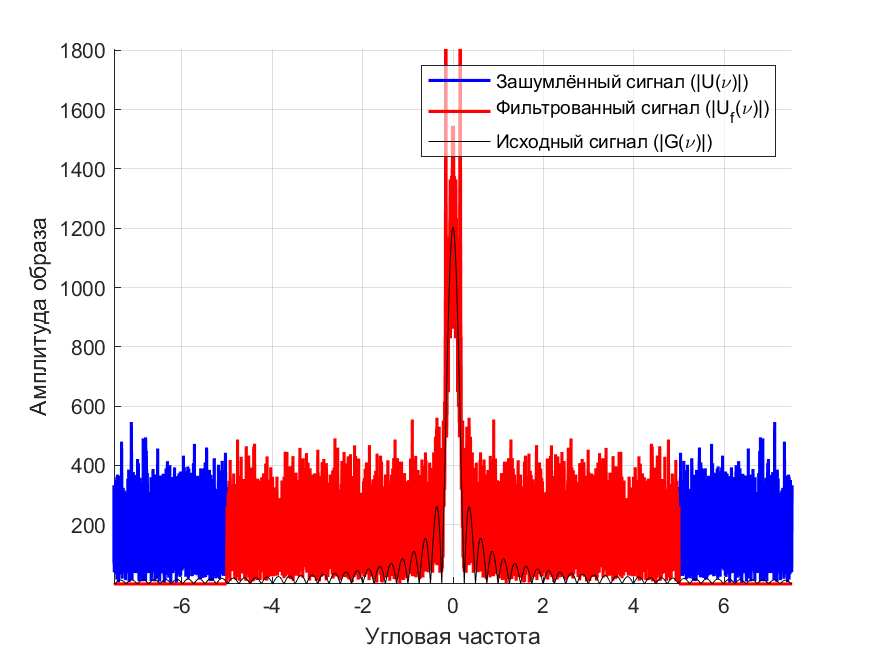 1800
1600
1400
1200
1000
800
600
400
200
Амплитуда образа
Зашумлённый сигнал (|U(ν)|)
Фильтрованный сигнал (|U_f(ν)|)
Исходный сигнал (|G(ν)|)
-6 -4 -2 0 2 4 6
Угловая частота